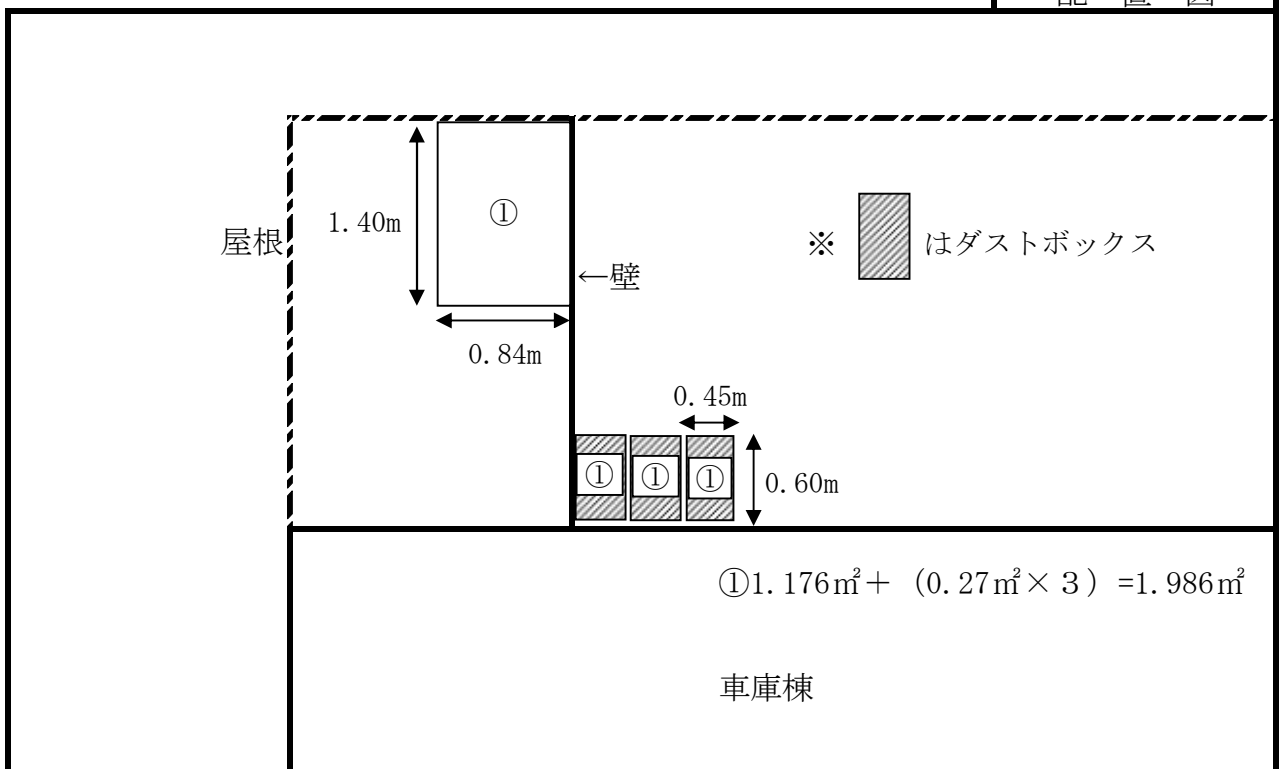 配 置 図
屋根
1.40m
①
※ はダストボックス
←壁
0.84m
0.45m
① ① ①
0.60m
①1.176㎡＋（0.27㎡×３）=1.986㎡
車庫棟